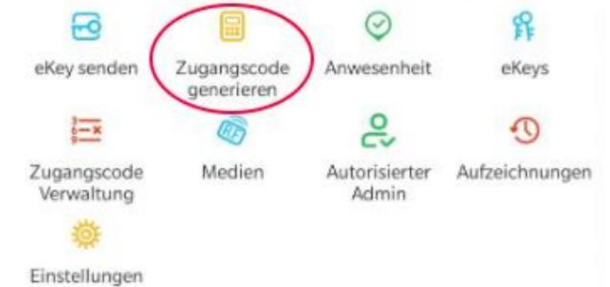 eKey senden
Zugangscode
generieren
Anwesenheit
eKeys
Zugangscode
Verwaltung
Medien
Autorisierter
Admin
Aufzeichnungen
Einstellungen